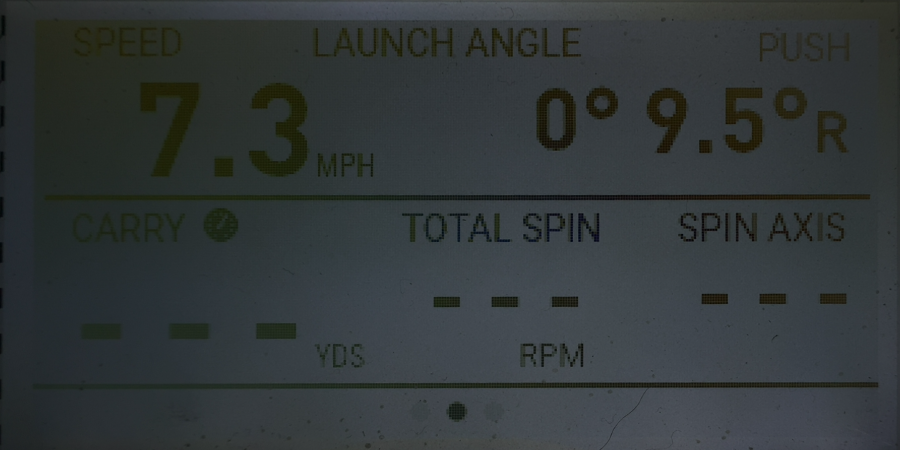 SPEED LAUNCH ANGLE PUSH
7.3 MPH 0° 9.5° R
CARRY TOTAL SPIN SPIN AXIS
- - - YDS - - - RPM - - -